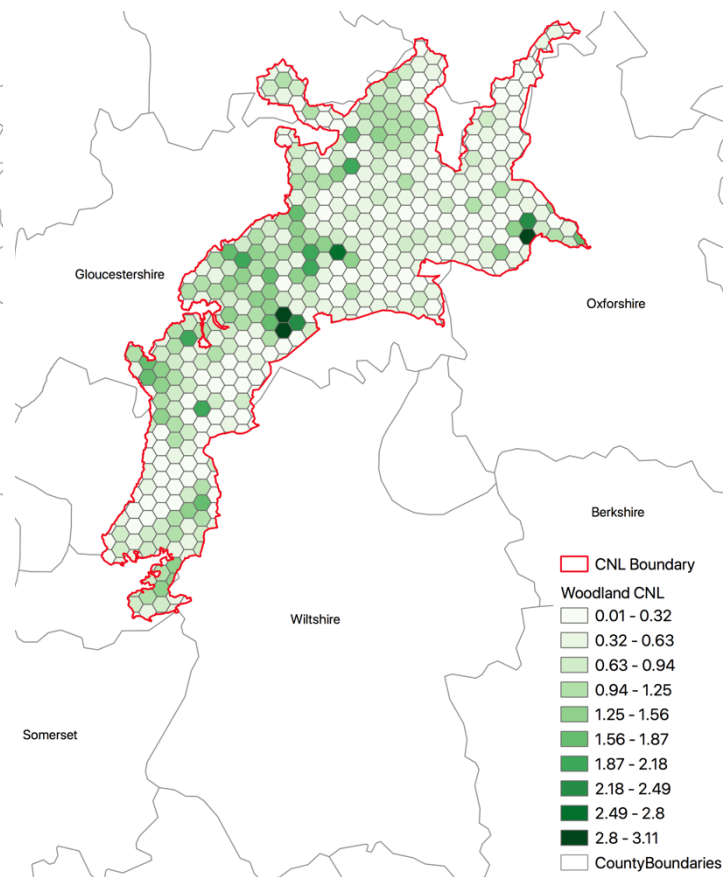 Gloucestershire
Oxforshire
Berkshire
Wiltshire
Somerset
CNL Boundary
Woodland CNL
0.01 - 0.32
0.32 - 0.63
0.63 - 0.94
0.94 - 1.25
1.25 - 1.56
1.56 - 1.87
1.87 - 2.18
2.18 - 2.49
2.49 - 2.8
2.8 - 3.11
CountyBoundaries